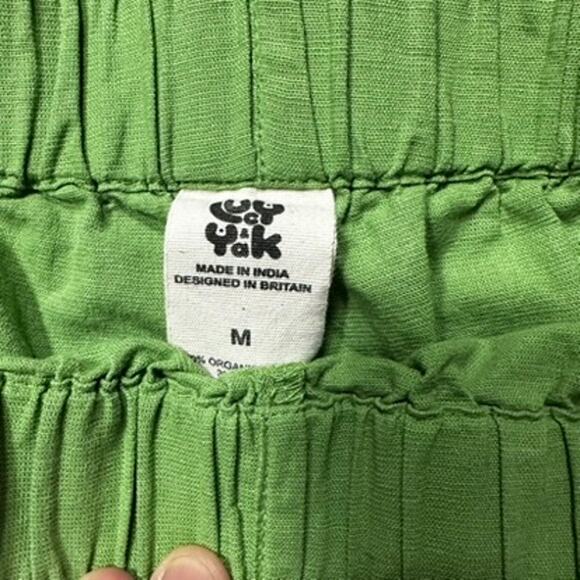 Lucy
&
Yak
MADE IN INDIA
DESIGNED IN BRITAIN
M